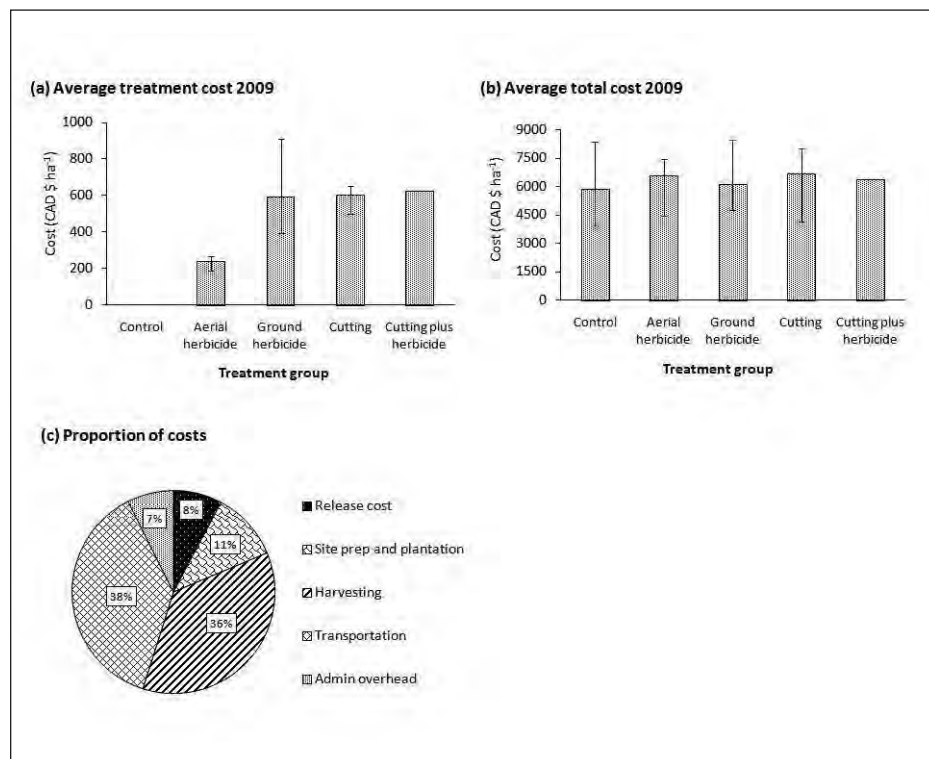 (a) Average treatment cost 2009
Cost (CAD $ ha-1)
1000
800
600
400
200
0
Control
Aerial herbicide
Ground herbicide
Cutting
Cutting plus herbicide
Treatment group
(b) Average total cost 2009
Cost (CAD $ ha-1)
9000
7500
6000
4500
3000
1500
0
Control
Aerial herbicide
Ground herbicide
Cutting
Cutting plus herbicide
Treatment group
(c) Proportion of costs
7%
8%
11%
38%
36%
Release cost
Site prep and plantation
Harvesting
Transportation
Admin overhead